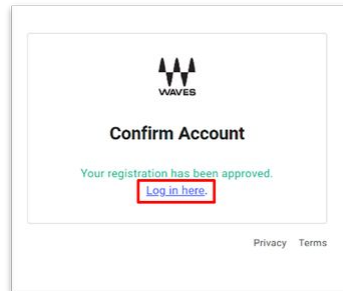 WAVES
Confirm Account
Your registration has been approved.
Log in here.
Privacy Terms